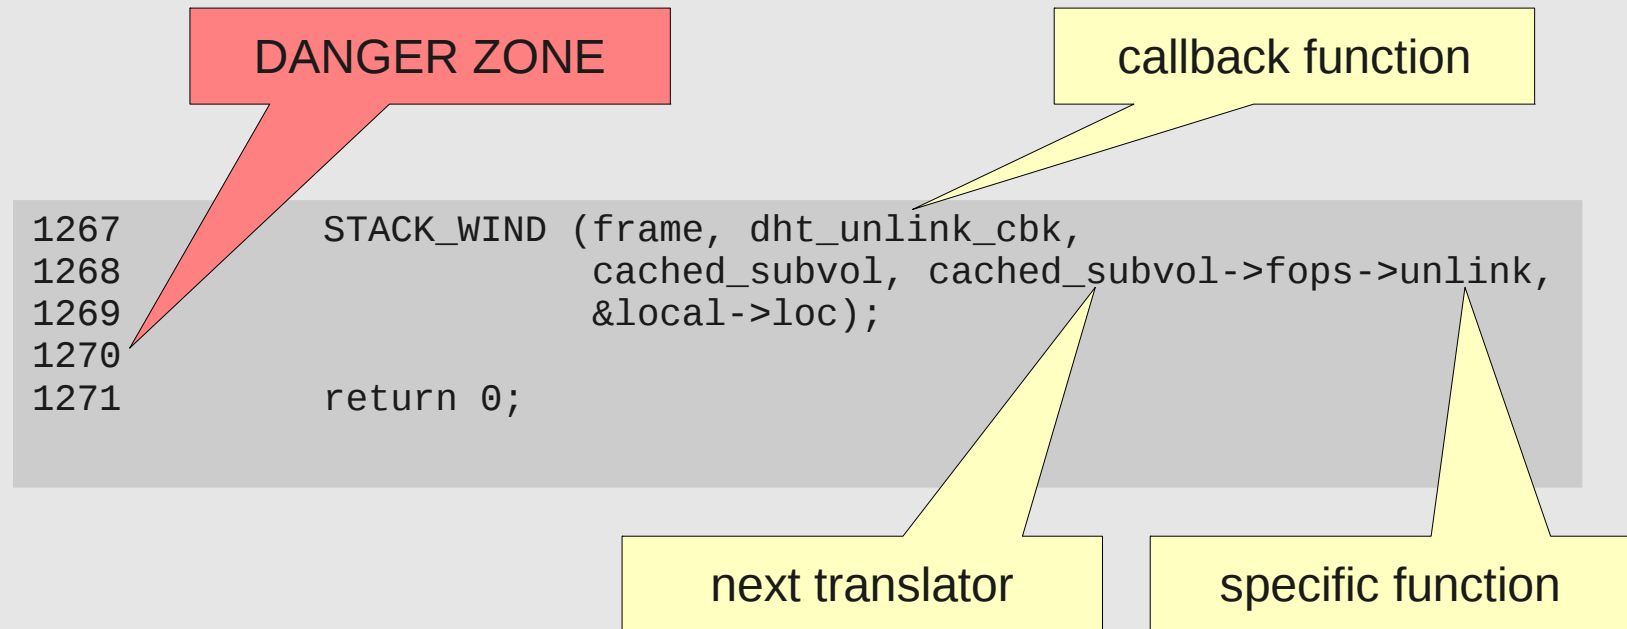 DANGER ZONE
callback function
1267 STACK_WIND (frame, dht_unlink_cbk,
1268 cached_subvol, cached_subvol->fops->unlink,
1269 &local->loc);
1270
1271 return 0;
next translator
specific function